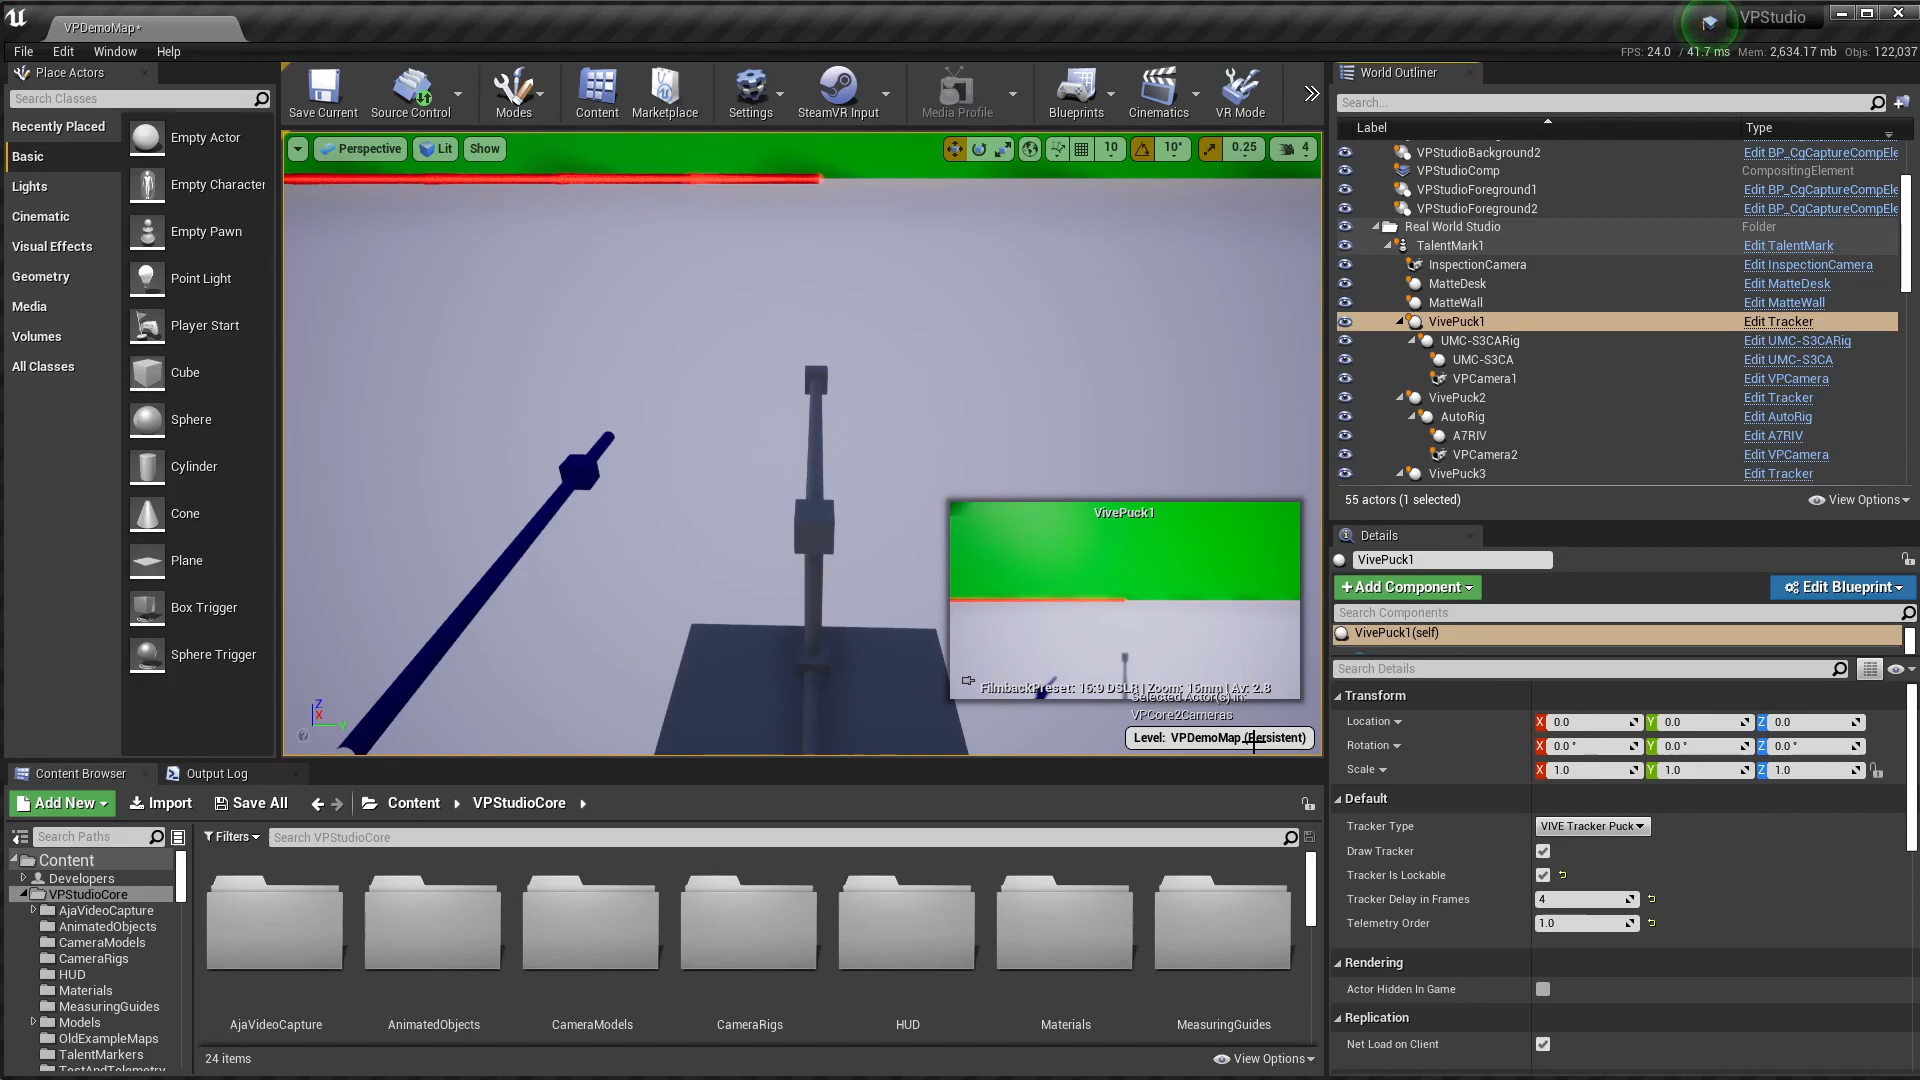 VPDemoMap*
VPStudio
File Edit Window Help
FPS: 24.0 / 41.7 ms Mem: 2,634.17 mb Objs: 122,037
Place Actors
Search Classes
Recently Placed
Basic
Lights
Cinematic
Visual Effects
Geometry
Media
Volumes
All Classes
Empty Actor
Empty Character
Empty Pawn
Point Light
Player Start
Cube
Sphere
Cylinder
Cone
Plane
Box Trigger
Sphere Trigger
Save Current
Source Control
Modes
Content
Marketplace
Settings
SteamVR Input
Media Profile
Blueprints
Cinematics
VR Mode
Perspective Lit Show
10 10° 0.25 4
VivePuck1
FilmbackPreset: 16:9 DSLR | Zoom: 16mm | Av: 2.8
Selected Actor(s) in:
VPCore2Cameras
Level: VPDemoMap (Persistent)
Z
X
Y
World Outliner
Search...
Label Type
VPStudioBackground2 Edit BP_CgCaptureCompEle
VPStudioComp CompositingElement
VPStudioForeground1 Edit BP_CgCaptureCompEle
VPStudioForeground2 Edit BP_CgCaptureCompEle
Real World Studio Folder
TalentMark1 Edit TalentMark
InspectionCamera Edit InspectionCamera
MatteDesk Edit MatteDesk
MatteWall Edit MatteWall
VivePuck1 Edit Tracker
UMC-S3CARig Edit UMC-S3CARig
UMC-S3CA Edit UMC-S3CA
VPCamera1 Edit VPCamera
VivePuck2 Edit Tracker
AutoRig Edit AutoRig
A7RIV Edit A7RIV
VPCamera2 Edit VPCamera
VivePuck3 Edit Tracker
55 actors (1 selected) View Options
Details
VivePuck1
+Add Component Edit Blueprint
Search Components
VivePuck1(self)
Search Details
Transform
Location X 0.0 Y 0.0 Z 0.0
Rotation X 0.0 ° Y 0.0 ° Z 0.0 °
Scale X 1.0 Y 1.0 Z 1.0
Default
Tracker Type VIVE Tracker Puck
Draw Tracker
Tracker Is Lockable
Tracker Delay in Frames 4
Telemetry Order 1.0
Rendering
Actor Hidden In Game
Replication
Net Load on Client
Content Browser Output Log
Add New Import Save All Content VPStudioCore
Search Paths
Filters Search VPStudioCore
Content
Developers
VPStudioCore
AjaVideoCapture
AnimatedObjects
CameraModels
CameraRigs
HUD
Materials
MeasuringGuides
Models
OldExampleMaps
TalentMarkers
TestAndTelemetry
AjaVideoCapture
AnimatedObjects
CameraModels
CameraRigs
HUD
Materials
MeasuringGuides
24 items View Options